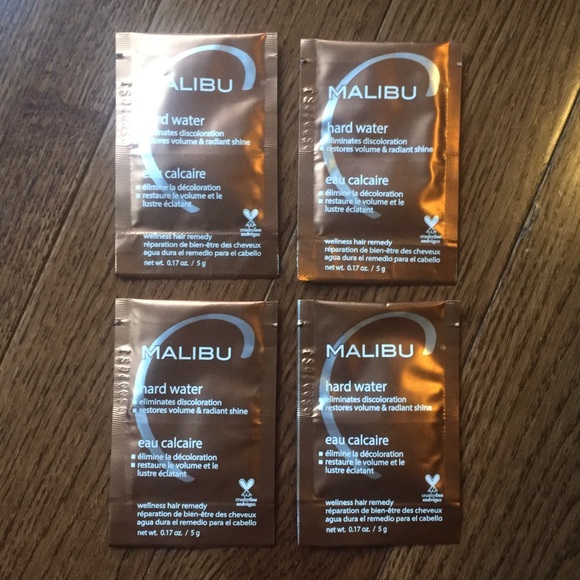 MALIBU
hard water
eliminates discoloration
restores volume & radiant shine
eau calcaire
élimine la décoloration
restaure le volume et le
lustre éclatant
crueltyfree
andvegan
wellness hair remedy
réparation de bien-être des cheveux
agua dura el remedio para el cabello
net wt. 0.17 oz. / 5 g
MALIBU
hard water
eliminates discoloration
restores volume & radiant shine
eau calcaire
élimine la décoloration
restaure le volume et le
lustre éclatant
crueltyfree
andvegan
wellness hair remedy
réparation de bien-être des cheveux
agua dura el remedio para el cabello
net wt. 0.17 oz. / 5 g
MALIBU
hard water
eliminates discoloration
restores volume & radiant shine
eau calcaire
élimine la décoloration
restaure le volume et le
lustre éclatant
crueltyfree
andvegan
wellness hair remedy
réparation de bien-être des cheveux
agua dura el remedio para el cabello
net wt. 0.17 oz. / 5 g
MALIBU
hard water
eliminates discoloration
restores volume & radiant shine
eau calcaire
élimine la décoloration
restaure le volume et le
lustre éclatant
crueltyfree
andvegan
wellness hair remedy
réparation de bien-être des cheveux
agua dura el remedio para el cabello
net wt. 0.17 oz. / 5 g